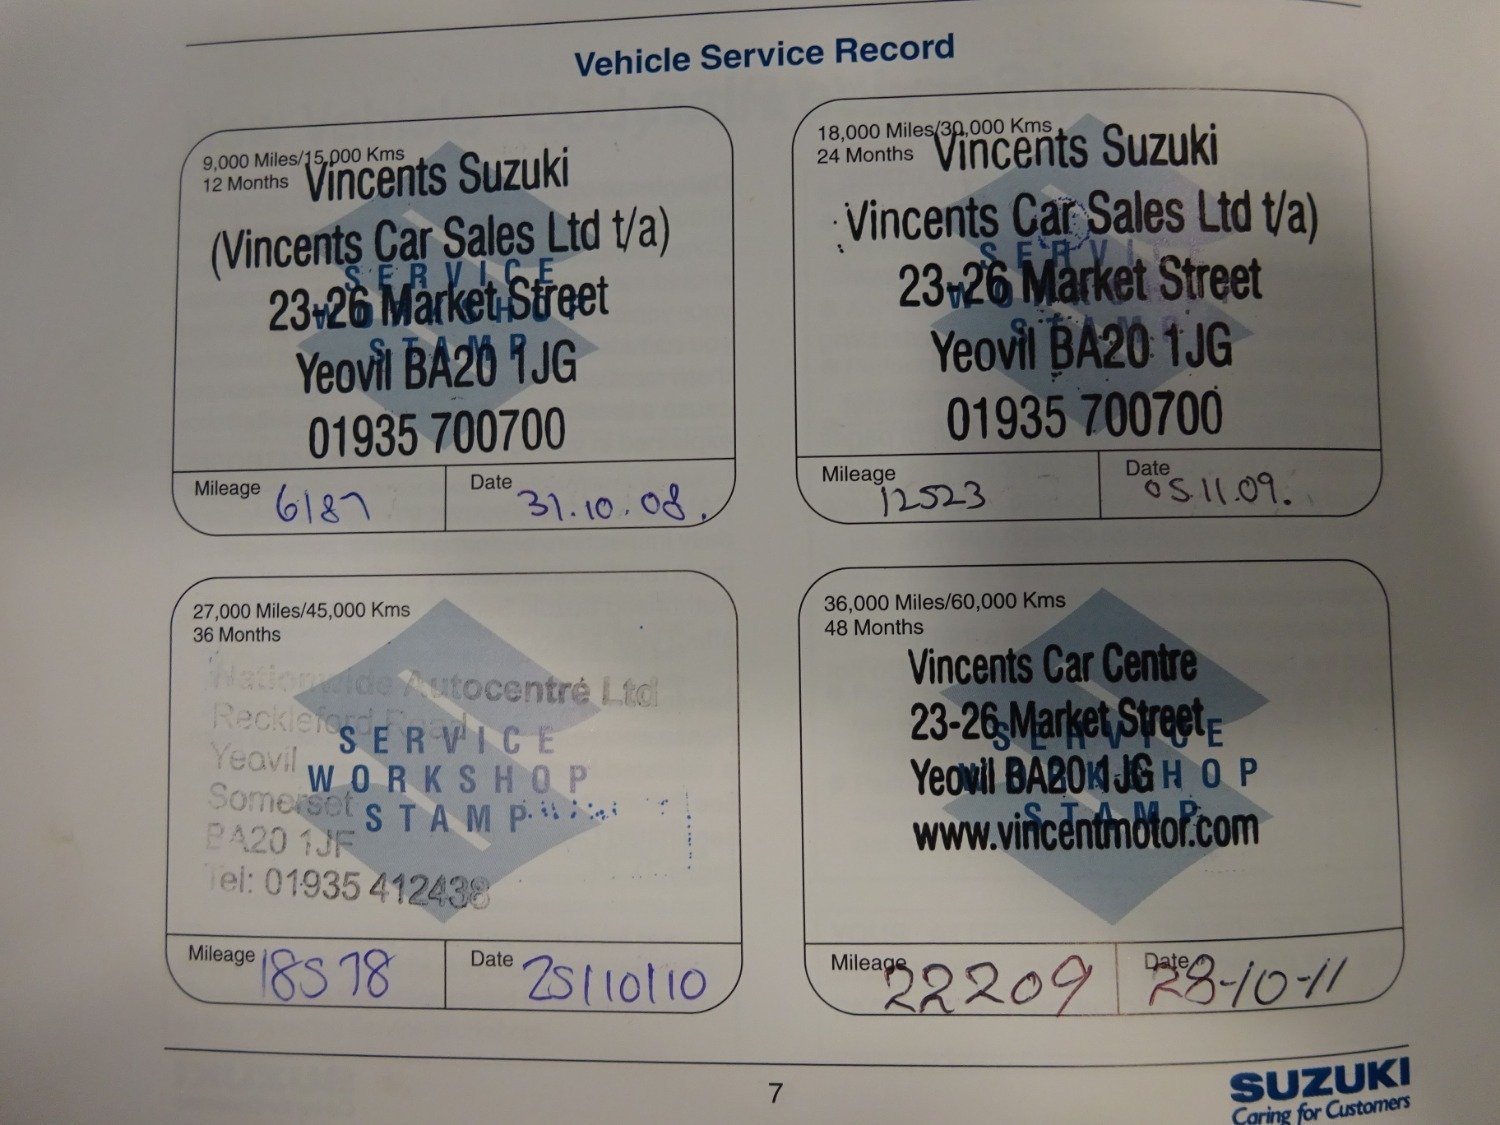 Vehicle Service Record
9,000 Miles/15,000 Kms
12 Months
Vincents Suzuki
(Vincents Car Sales Ltd t/a)
SERVICE
23-26 Market Street
WORKSHOP
STAMP
Yeovil BA20 1JG
01935 700700
Mileage 6187
Date 31.10.08.
18,000 Miles/30,000 Kms
24 Months
Vincents Suzuki
Vincents Car Sales Ltd t/a)
SERVICE
23-26 Market Street
WORKSHOP
STAMP
Yeovil BA20 1JG
01935 700700
Mileage 12523
Date 05.11.09.
27,000 Miles/45,000 Kms
36 Months
Nationwide Autocentre Ltd
Reckleford Road
Yeovil
Somerset
BA20 1JF
Tel: 01935 412438
SERVICE
WORKSHOP
STAMP
Mileage 18578
Date 25/10/10
36,000 Miles/60,000 Kms
48 Months
Vincents Car Centre
23-26 Market Street
SERVICE
Yeovil BA20 1JG
WORKSHOP
STAMP
www.vincentmotor.com
Mileage 22209
Date 28-10-11
7
SUZUKI
Caring for Customers